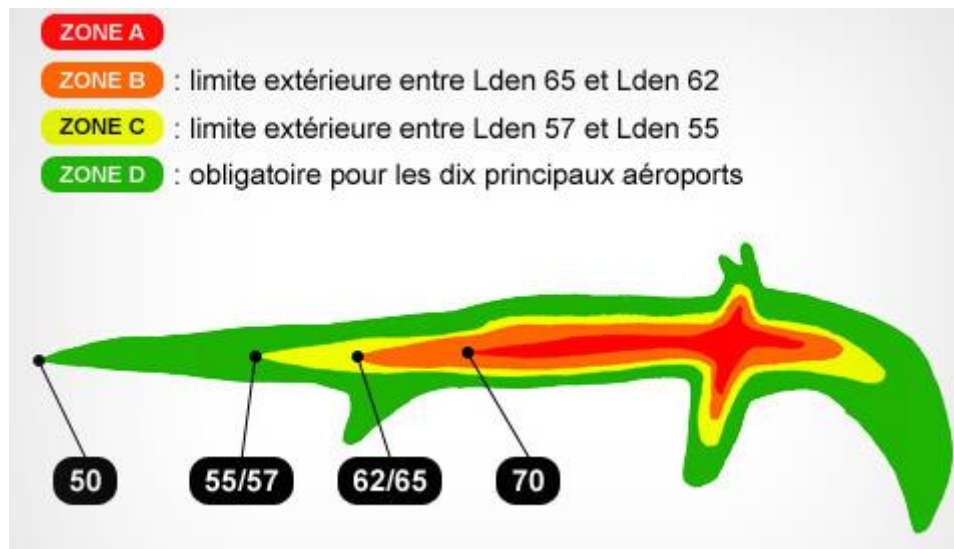 ZONE A
ZONE B : limite extérieure entre Lden 65 et Lden 62
ZONE C : limite extérieure entre Lden 57 et Lden 55
ZONE D : obligatoire pour les dix principaux aéroports
50 55/57 62/65 70